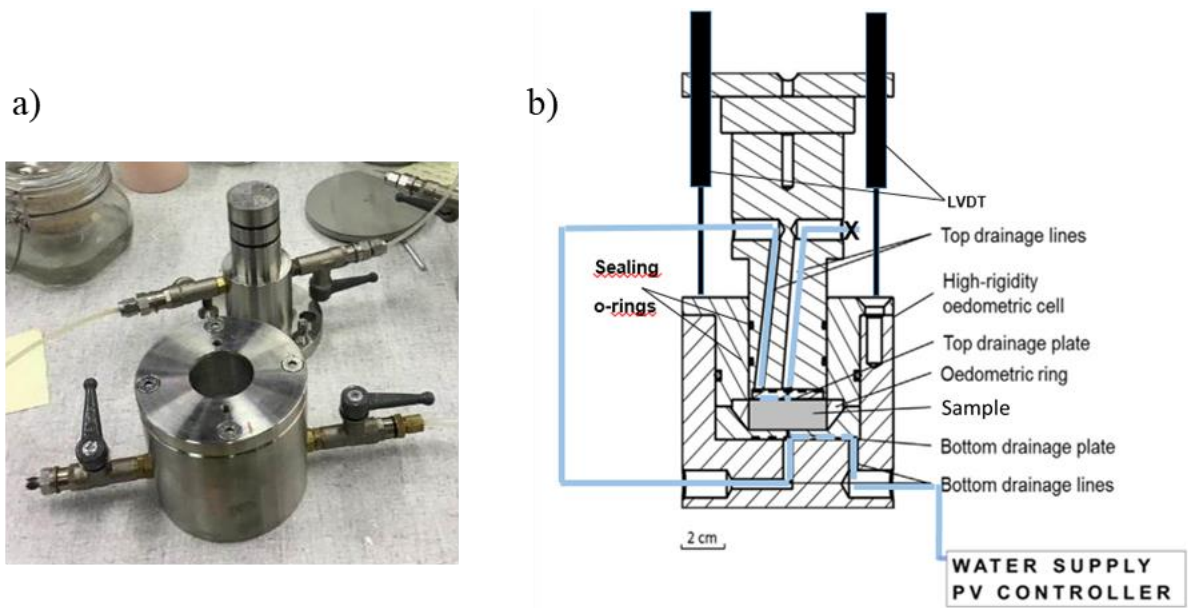 a)
b)
LVDT
Top drainage lines
Sealing
o-rings
High-rigidity
oedometric cell
Top drainage plate
Oedometric ring
Sample
Bottom drainage plate
Bottom drainage lines
2 cm
X
WATER SUPPLY
PV CONTROLLER